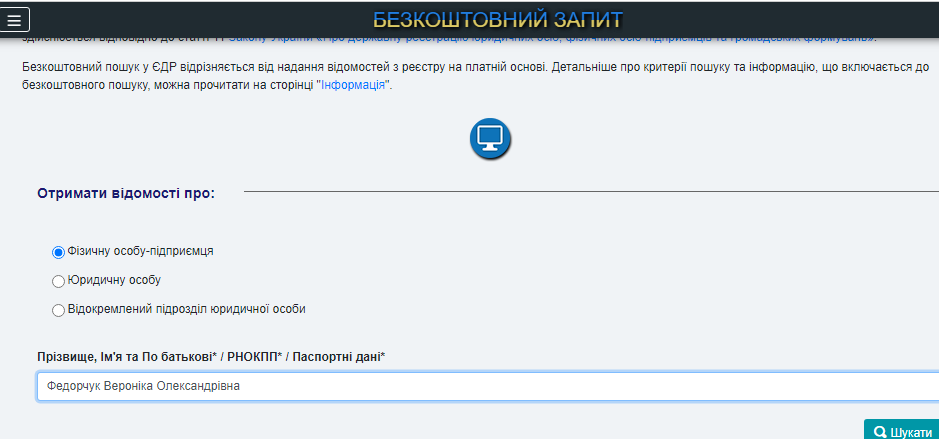 БЕЗКОШТОВНИЙ ЗАПИТ
здійснюється відповідно до статті 11 Закону України «Про державну реєстрацію юридичних осіб, фізичних осіб-підприємців та громадських формувань».
Безкоштовний пошук у ЄДР відрізняється від надання відомостей з реєстру на платній основі. Детальніше про критерії пошуку та інформацію, що включається до
безкоштовного пошуку, можна прочитати на сторінці "Інформація".
Отримати відомості про:
Фізичну особу-підприємця
Юридичну особу
Відокремлений підрозділ юридичної особи
Прізвище, Ім'я та По батькові* / РНОКПП* / Паспортні дані*
Федорчук Вероніка Олександрівна
Шукати